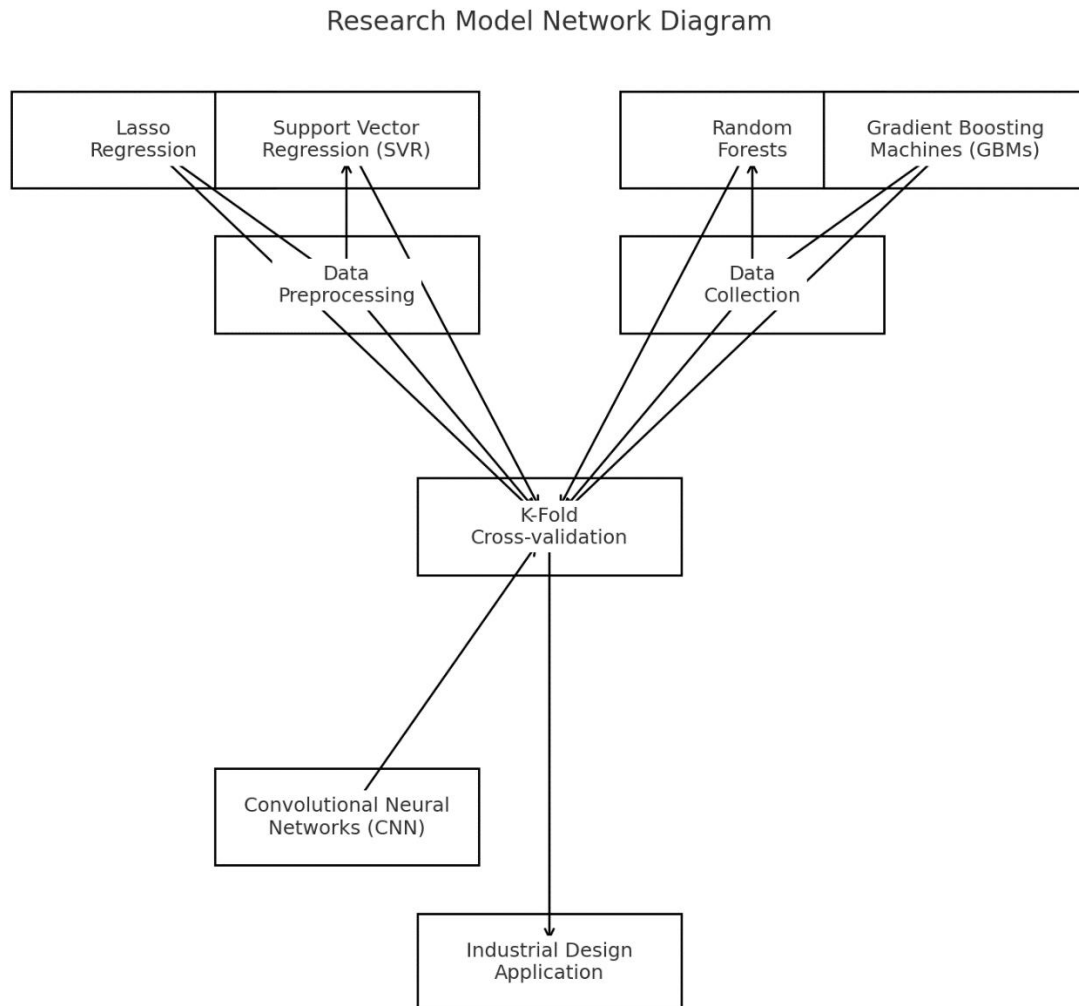 Research Model Network Diagram
Lasso
Regression
Support Vector
Regression (SVR)
Random
Forests
Gradient Boosting
Machines (GBMs)
Data
Preprocessing
Data
Collection
K-Fold
Cross-validation
Convolutional Neural
Networks (CNN)
Industrial Design
Application